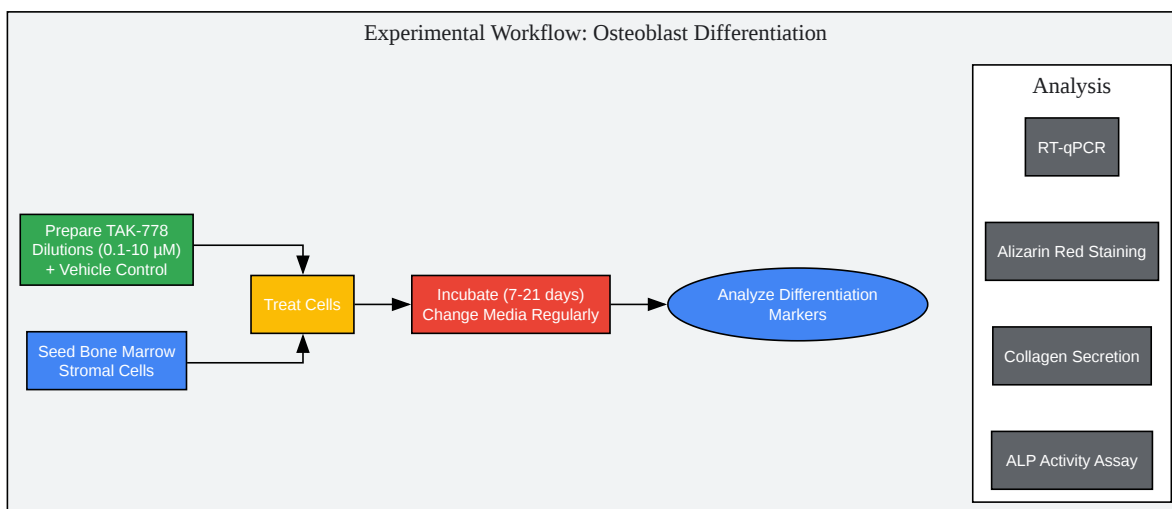 Experimental Workflow: Osteoblast Differentiation
Prepare TAK-778
Dilutions (0.1-10 µM)
+ Vehicle Control
Seed Bone Marrow
Stromal Cells
Treat Cells
Incubate (7-21 days)
Change Media Regularly
Analyze Differentiation
Markers
Analysis
RT-qPCR
Alizarin Red Staining
Collagen Secretion
ALP Activity Assay